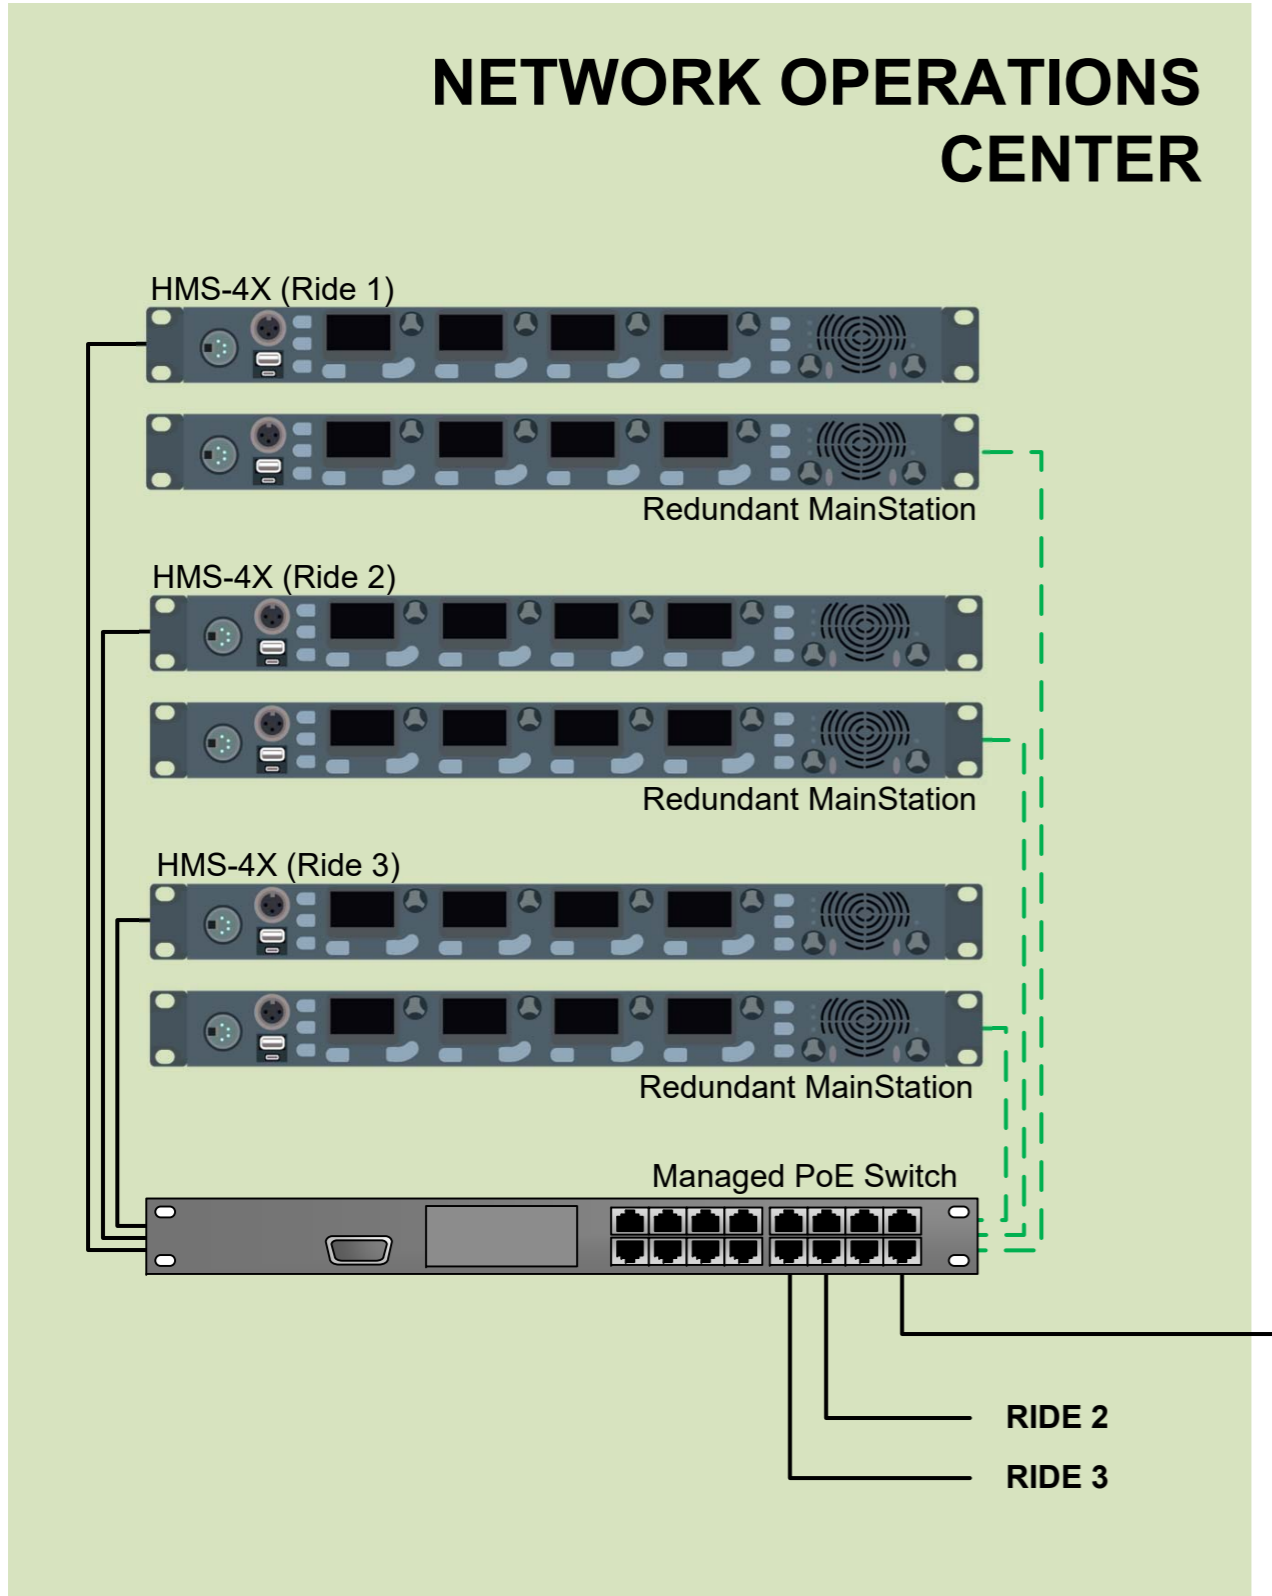 NETWORK OPERATIONS
CENTER
HMS-4X (Ride 1)
Redundant MainStation
HMS-4X (Ride 2)
Redundant MainStation
HMS-4X (Ride 3)
Redundant MainStation
Managed PoE Switch
RIDE 2
RIDE 3